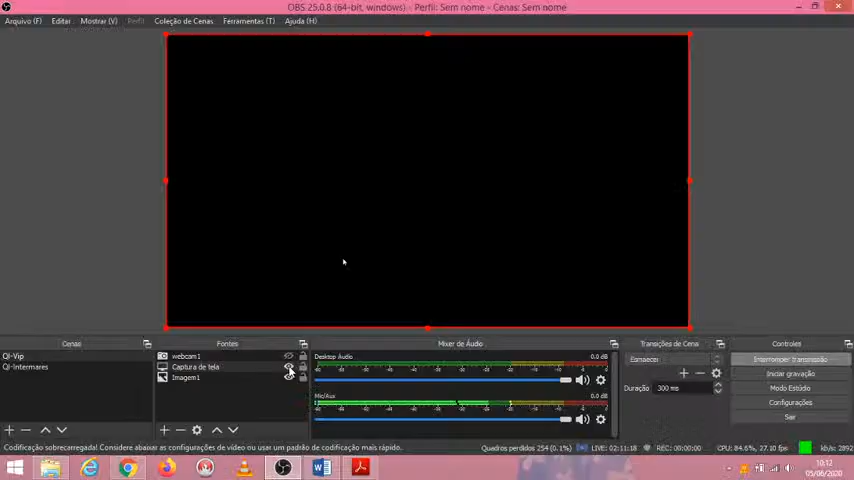 OBS 25.0.8 (64-bit, windows) - Perfil: Sem nome - Cenas: Sem nome
Arquivo (F) Editar Mostrar (V) Perfil Coleção de Cenas Ferramentas (T) Ajuda (H)
Cenas
QI-Vip
QI-Intermares
Fontes
webcam1
Captura de tela
Imagem1
Mixer de Áudio
Desktop Audio 0.0 dB
Mic/Aux 0.0 dB
Transições de Cena
Esmaecer
Duração 300 ms
Controles
Interromper transmissão
Iniciar gravação
Modo Estúdio
Configurações
Sair
Codificação sobrecarregada! Considere abaixar as configurações de vídeo ou usar um padrão de codificação mais rápido. Quadros perdidos 254 (0.1%) LIVE: 02:11:18 REC: 00:00:00 CPU: 84.6%, 27.10 fps kb/s: 2892
10:12
05/06/2020